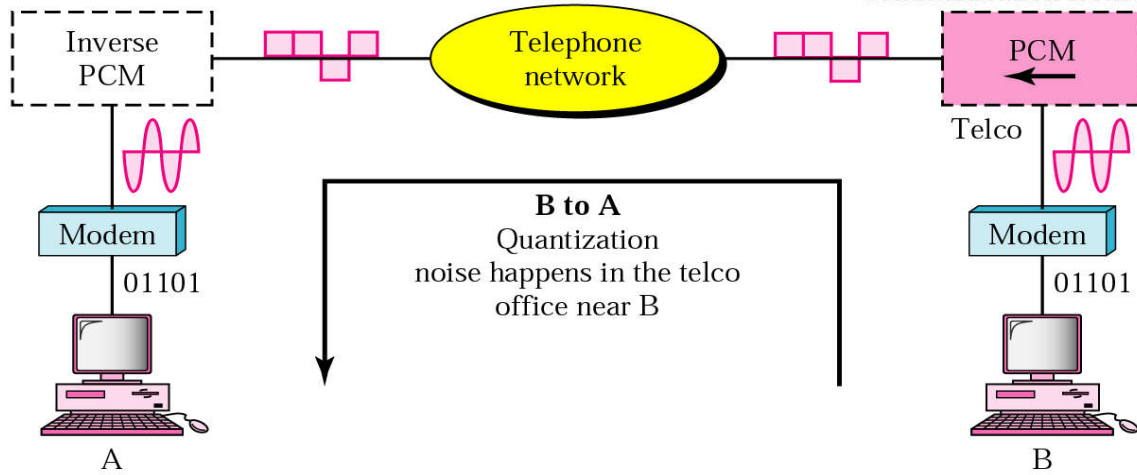 Inverse
PCM
Telephone
network
PCM
Telco
B to A
Quantization
noise happens in the telco
office near B
Modem
Modem
01101
01101
A
B